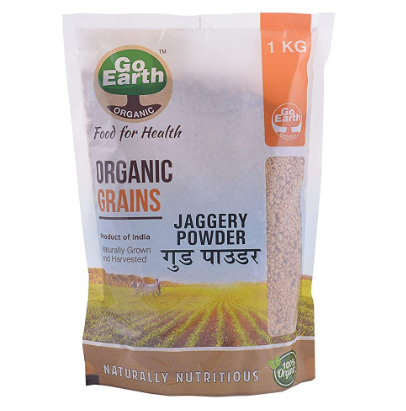 Go
Earth
TM
ORGANIC
Food for Health
1 KG
Go
Earth
ORGANIC
GRAINS
Product of India
Naturally Grown
and Harvested
JAGGERY
POWDER
गुड पाउडर
100%
Organic
NATURALLY NUTRITIOUS